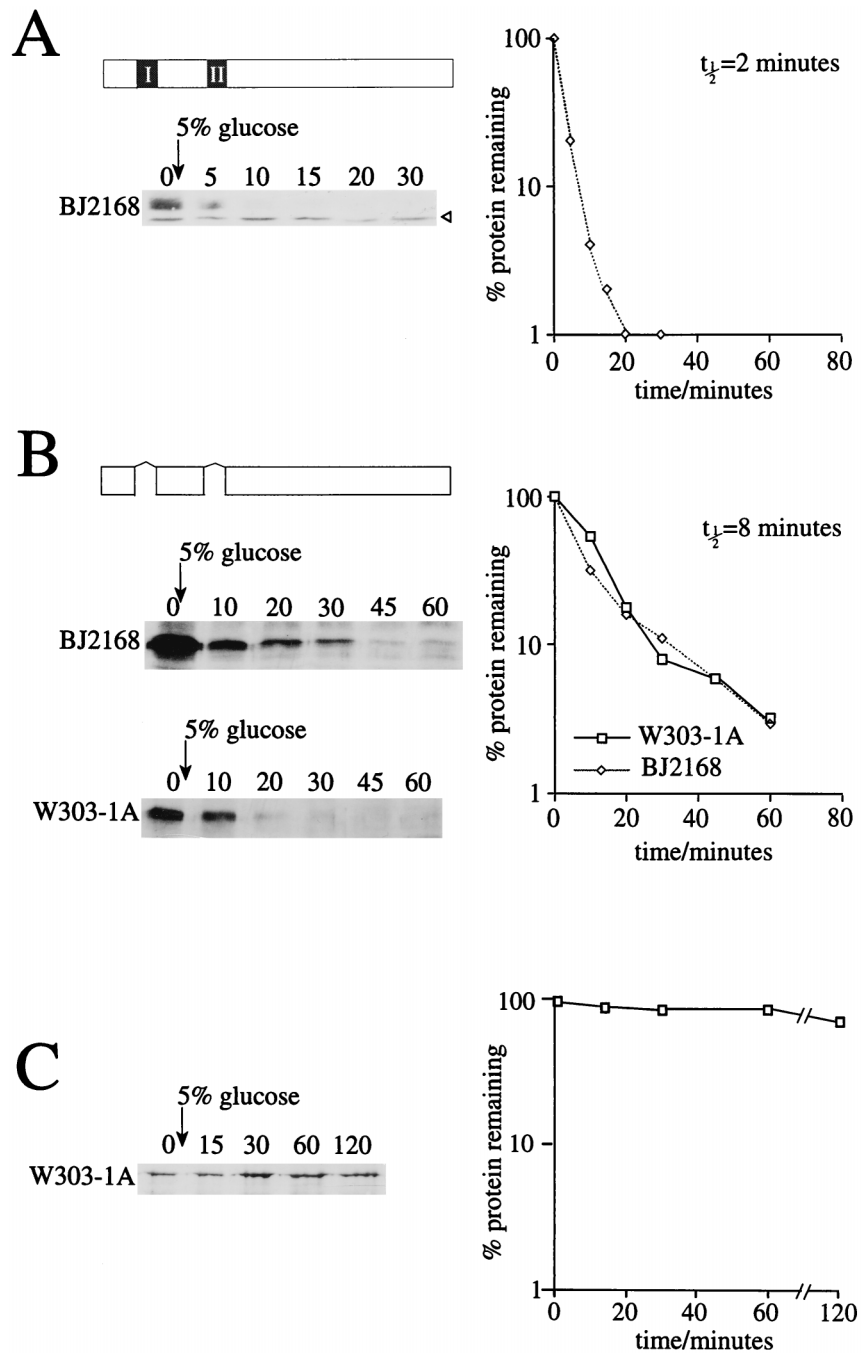 A
I II
5% glucose
0 5 10 15 20 30
BJ2168
100
10
1
% protein remaining
t½=2 minutes
0 20 40 60 80
time/minutes
B
5% glucose
0 10 20 30 45 60
BJ2168
5% glucose
0 10 20 30 45 60
W303-1A
100
10
1
% protein remaining
t½=8 minutes
W303-1A
BJ2168
0 20 40 60 80
time/minutes
C
5% glucose
0 15 30 60 120
W303-1A
100
10
1
% protein remaining
0 20 40 60 120
time/minutes